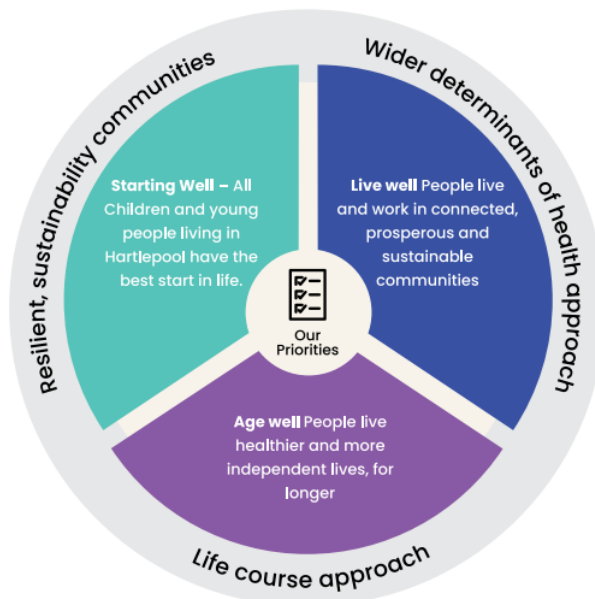 Resilient, sustainability communities
Wider determinants of health approach
Starting Well – All
Children and young
people living in
Hartlepool have the
best start in life.
Live well People live
and work in connected,
prosperous and
sustainable
communities
Our
Priorities
Age well People live
healthier and more
independent lives, for
longer
Life course approach